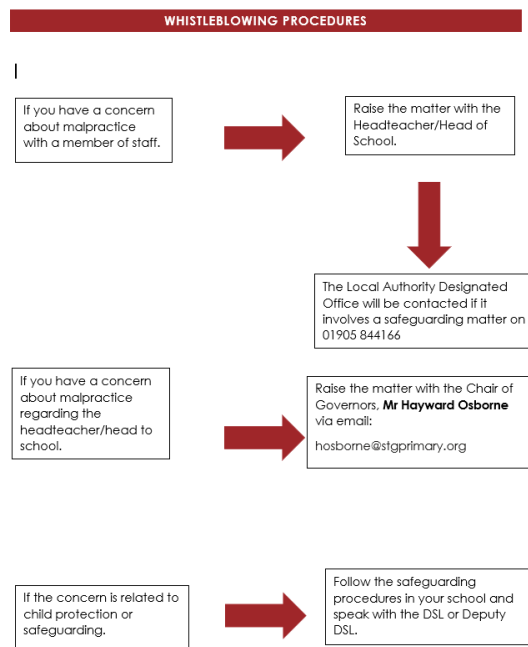 WHISTLEBLOWING PROCEDURES
If you have a concern
about malpractice
with a member of staff.
Raise the matter with the
Headteacher/Head of
School.
The Local Authority Designated
Office will be contacted if it
involves a safeguarding matter on
01905 844166
If you have a concern
about malpractice
regarding the
headteacher/head to
school.
Raise the matter with the Chair of
Governors, Mr Hayward Osborne
via email:
hosborne@stgprimary.org
If the concern is related to
child protection or
safeguarding.
Follow the safeguarding
procedures in your school and
speak with the DSL or Deputy
DSL.